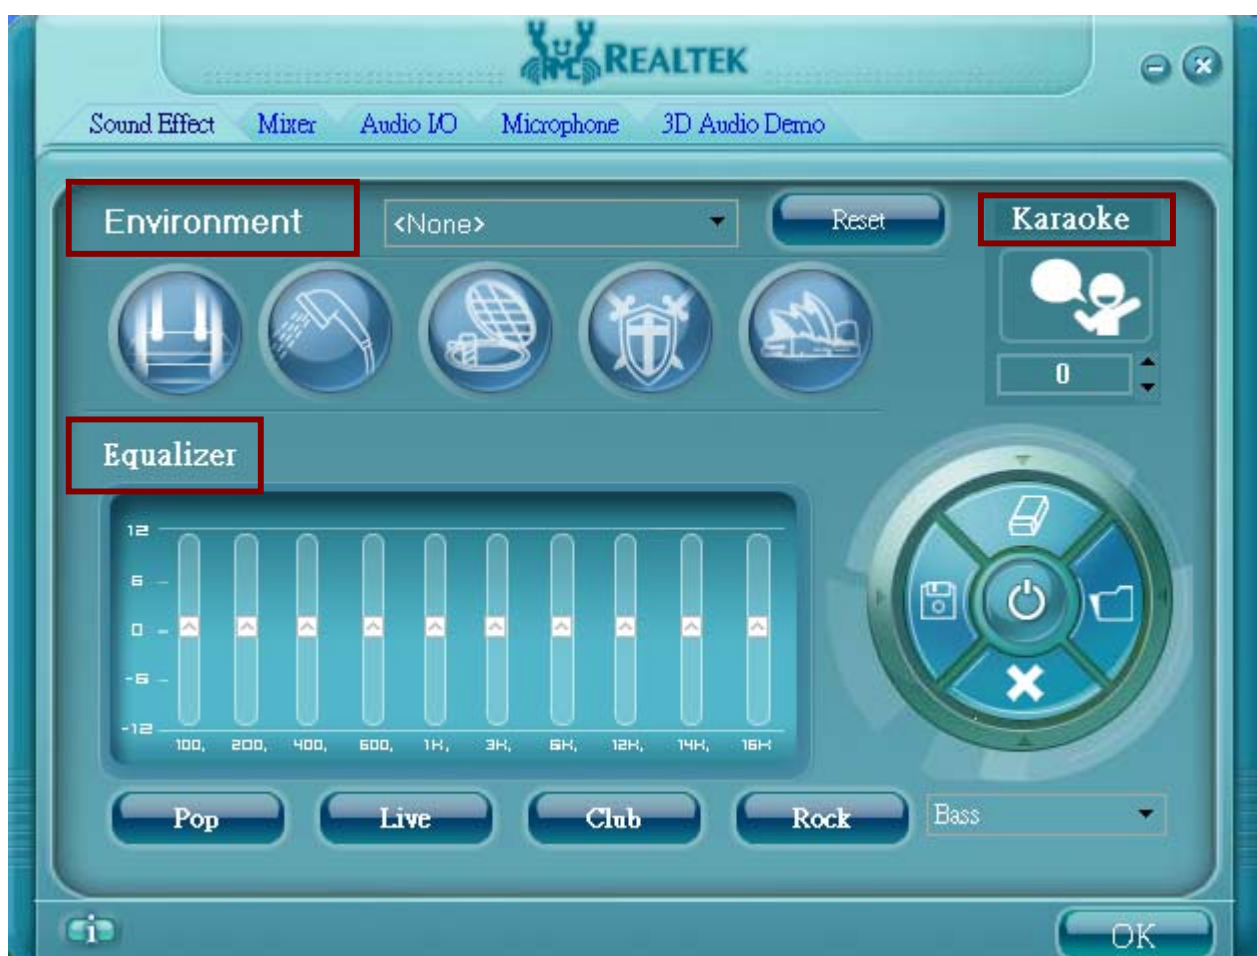 REALTEK
Sound Effect Mixer Audio I/O Microphone 3D Audio Demo
Environment <None> Reset Karaoke
0
Equalizer
12
6
0
-6
-12
100, 200, 400, 600, 1K, 3K, 6K, 12K, 14K, 16K
Pop Live Club Rock Bass
i OK